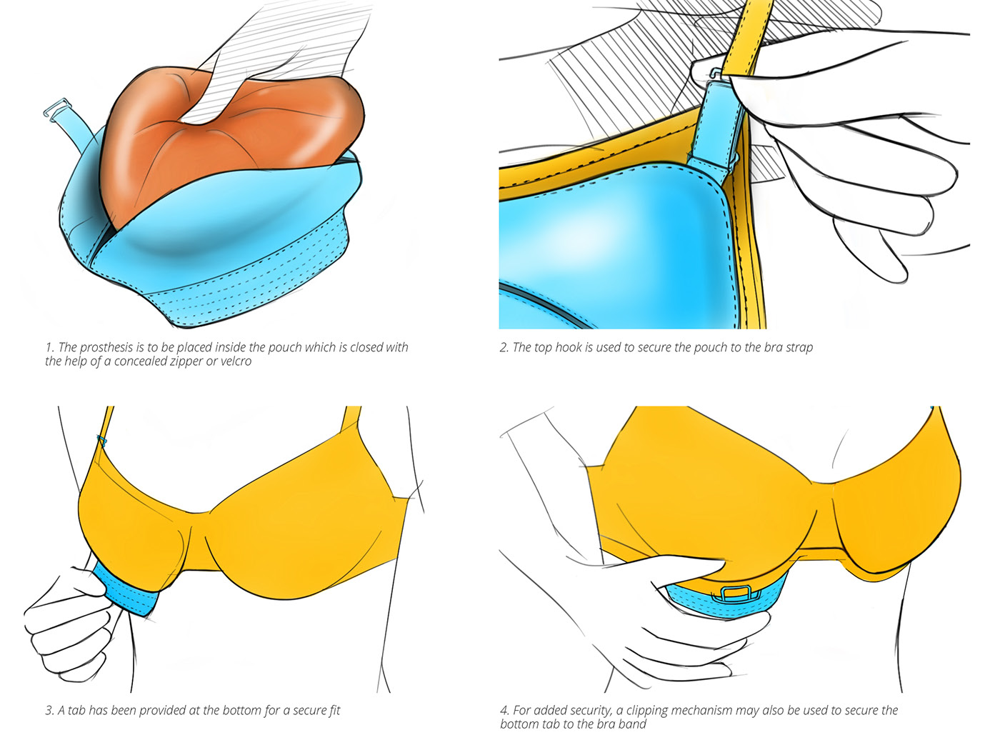 1. The prosthesis is to be placed inside the pouch which is closed with
the help of a concealed zipper or velcro
2. The top hook is used to secure the pouch to the bra strap
3. A tab has been provided at the bottom for a secure fit
4. For added security, a clipping mechanism may also be used to secure the
bottom tab to the bra band